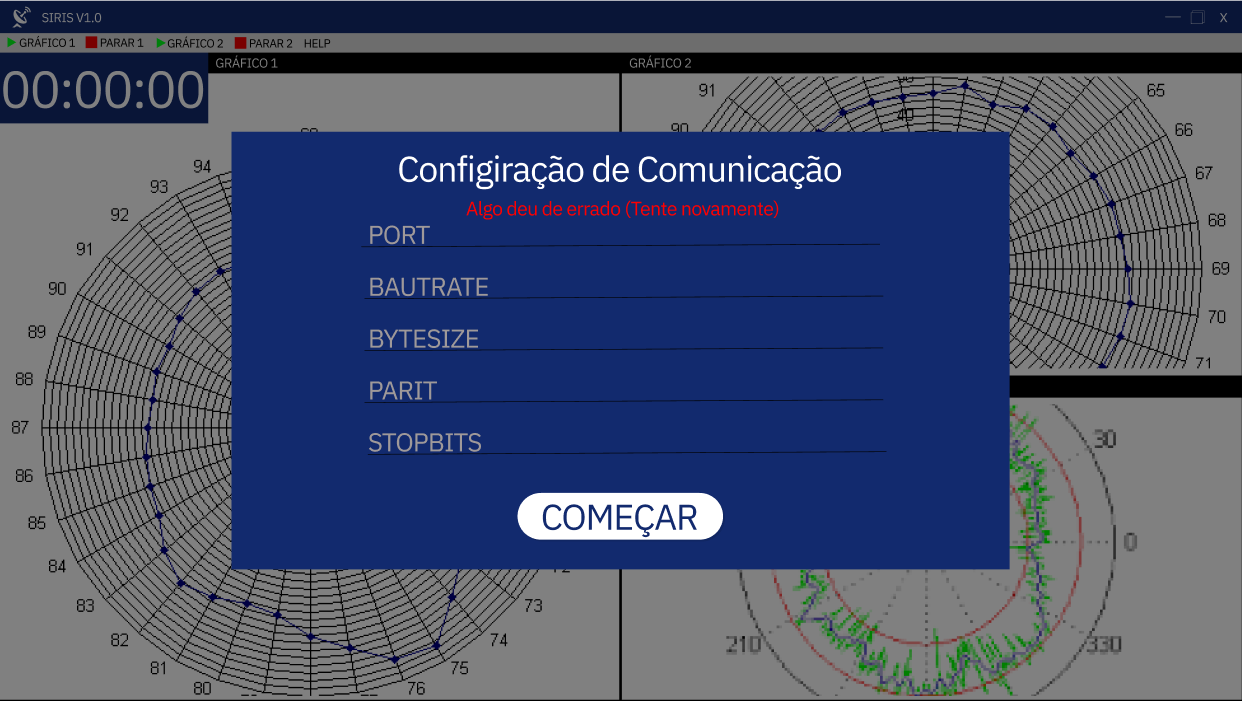 SIRIS V1.0
X
GRÁFICO 1 PARAR 1 GRÁFICO 2 PARAR 2 HELP
00:00:00
GRÁFICO 1
GRÁFICO 2
94
93
92
91
90
89
88
87
86
85
84
83
82
81
80
76
75
74
73
91
90
40
65
66
67
68
69
70
71
Configiração de Comunicação
Algo deu de errado (Tente novamente)
PORT
BAUTRATE
BYTESIZE
PARIT
STOPBITS
COMEÇAR
30
0
330
210